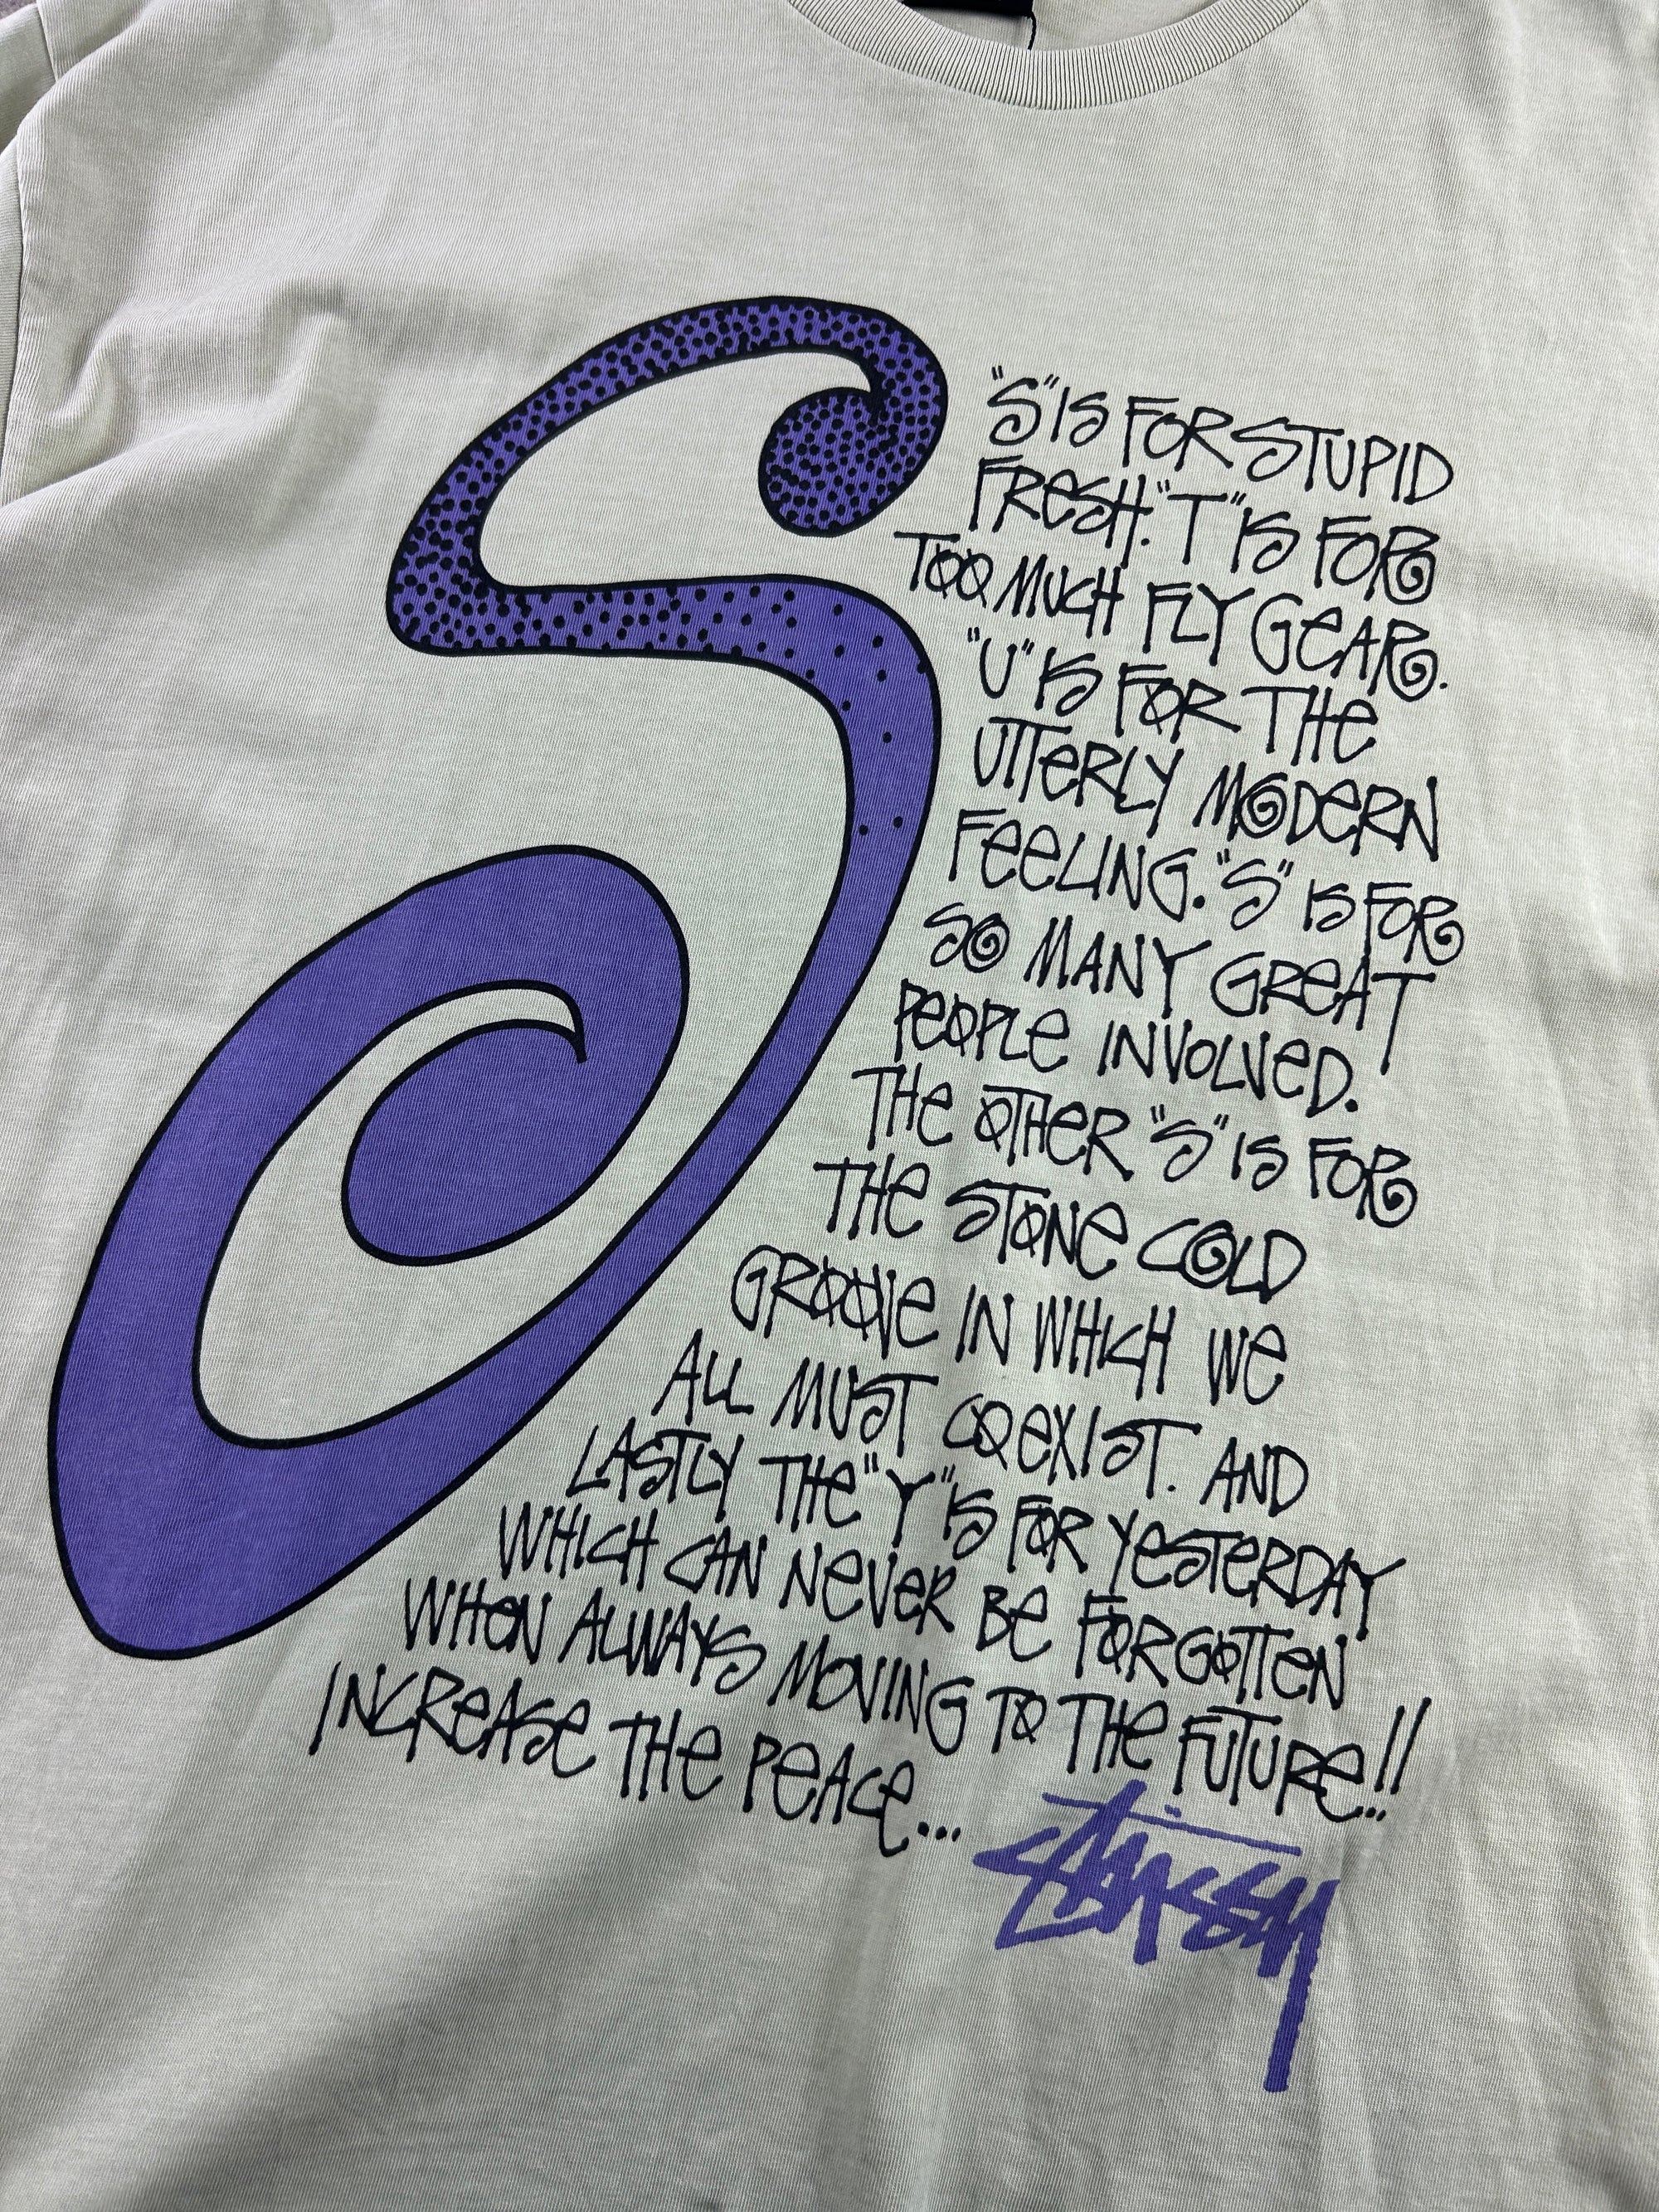 "S" IS FOR STUPID
FRESH. "T" IS FOR
TOO MUCH FLY GEAR.
"U" IS FOR THE
UTTERLY MODERN
FEELING. "S" IS FOR
SO MANY GREAT
PEOPLE INVOLVED.
THE OTHER "S" IS FOR
THE STONE COLD
GROOVE IN WHICH WE
ALL MUST COEXIST. AND
LASTLY THE "Y" IS FOR YESTERDAY
WHICH CAN NEVER BE FORGOTTEN
WHEN ALWAYS MOVING TO THE FUTURE!!
INCREASE THE PEACE...
STÜSSY